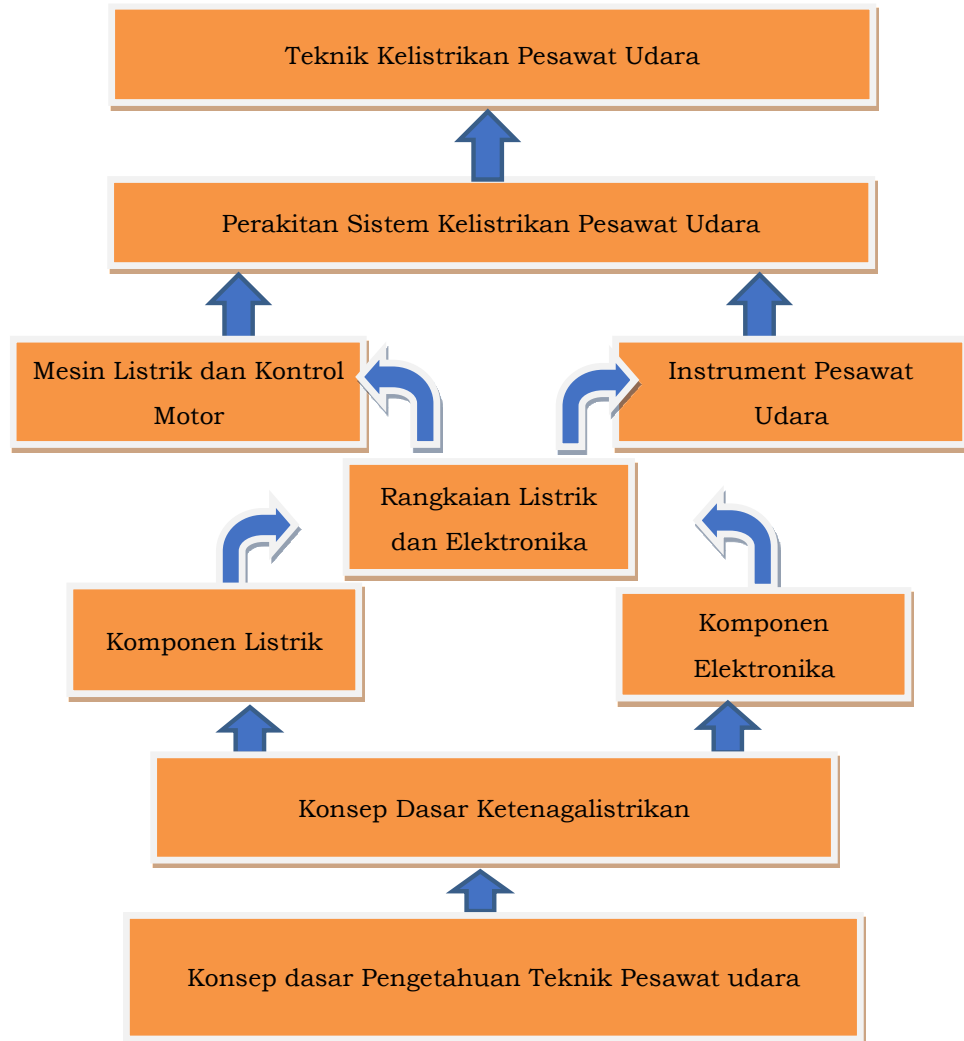 Teknik Kelistrikan Pesawat Udara
Perakitan Sistem Kelistrikan Pesawat Udara
Mesin Listrik dan Kontrol
Motor
Instrument Pesawat
Udara
Rangkaian Listrik
dan Elektronika
Komponen Listrik
Komponen
Elektronika
Konsep Dasar Ketenagalistrikan
Konsep dasar Pengetahuan Teknik Pesawat udara